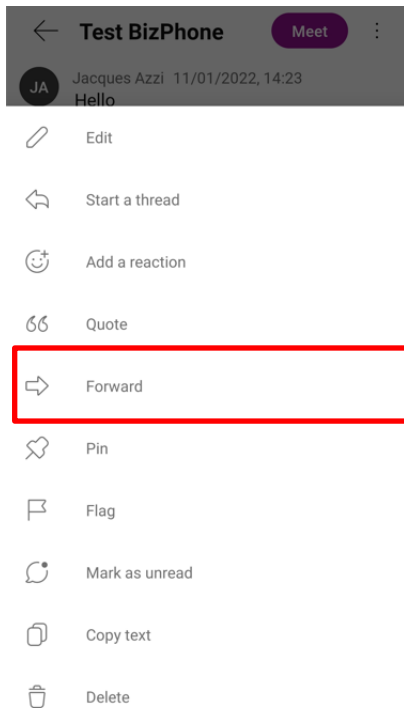 Test BizPhone Meet
JA Jacques Azzi 11/01/2022, 14:23
Hello
Edit
Start a thread
Add a reaction
Quote
Forward
Pin
Flag
Mark as unread
Copy text
Delete